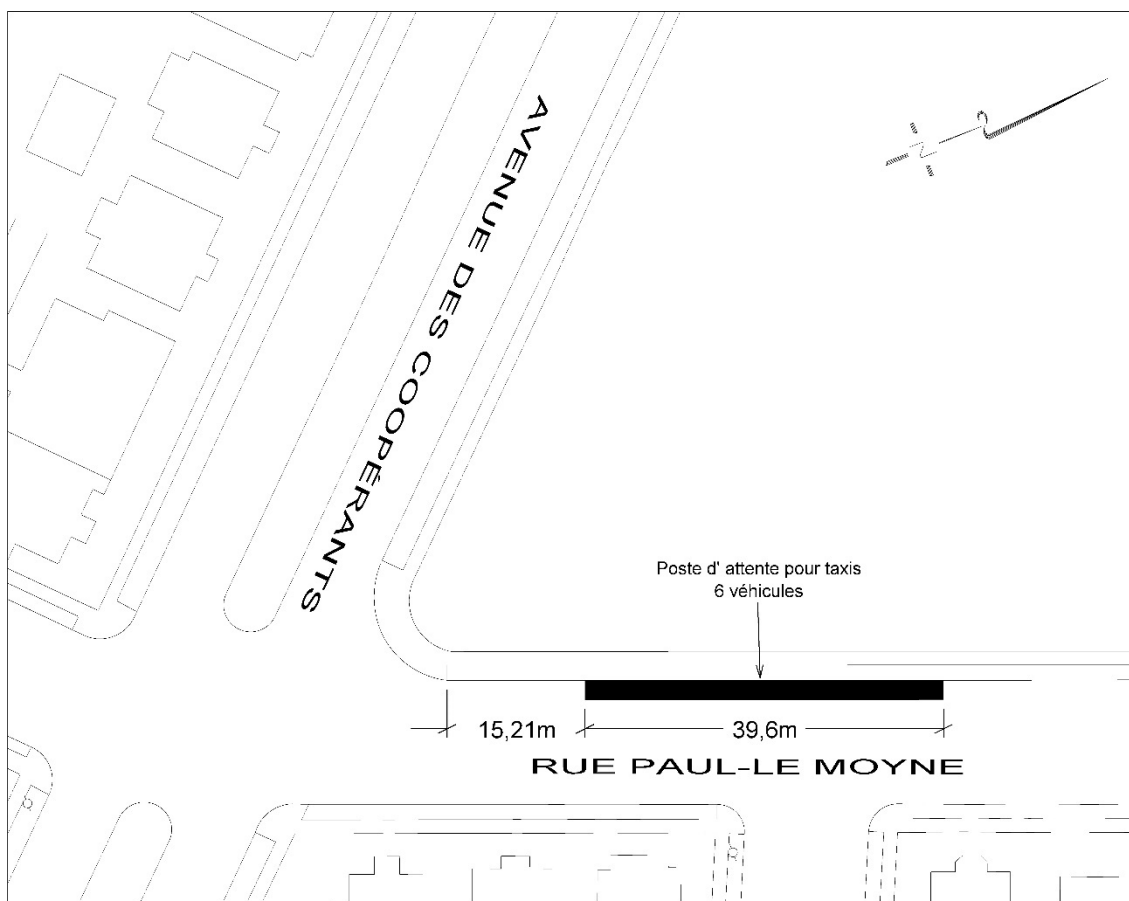 AVENUE DES COOPÉRANTS
Poste d' attente pour taxis
6 véhicules
15,21m
39,6m
RUE PAUL-LE MOYNE